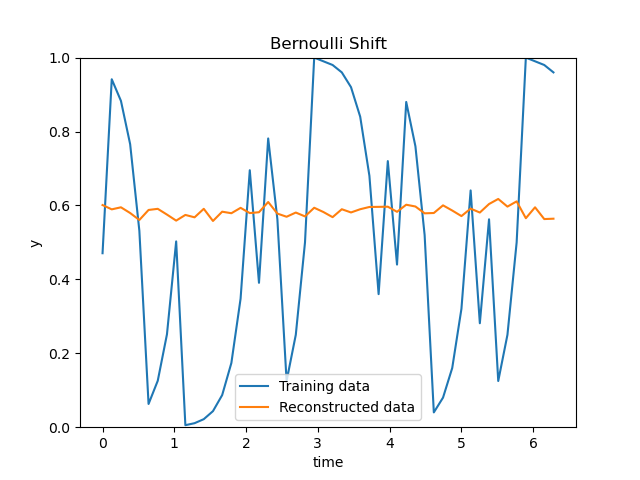 Bernoulli Shift
1.0
0.8
0.6
0.4
0.2
0.0
y
Training data
Reconstructed data
0 1 2 3 4 5 6
time